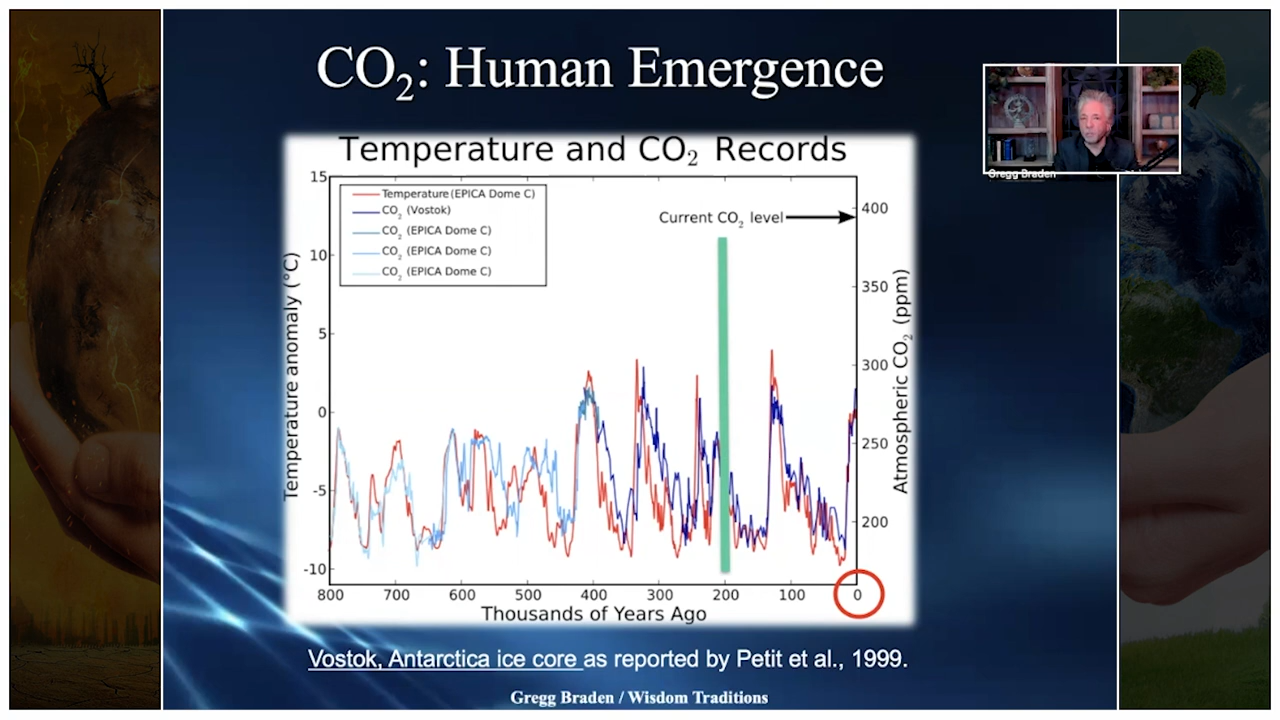 CO₂: Human Emergence
Gregg Braden
Temperature and CO₂ Records
Temperature (EPICA Dome C)
CO₂ (Vostok)
CO₂ (EPICA Dome C)
CO₂ (EPICA Dome C)
CO₂ (EPICA Dome C)
Current CO₂ level
Temperature anomaly (°C)
15
10
5
0
-5
-10
400
350
300
250
200
Atmospheric CO₂ (ppm)
800 700 600 500 400 300 200 100 0
Thousands of Years Ago
Vostok, Antarctica ice core as reported by Petit et al., 1999.
Gregg Braden / Wisdom Traditions